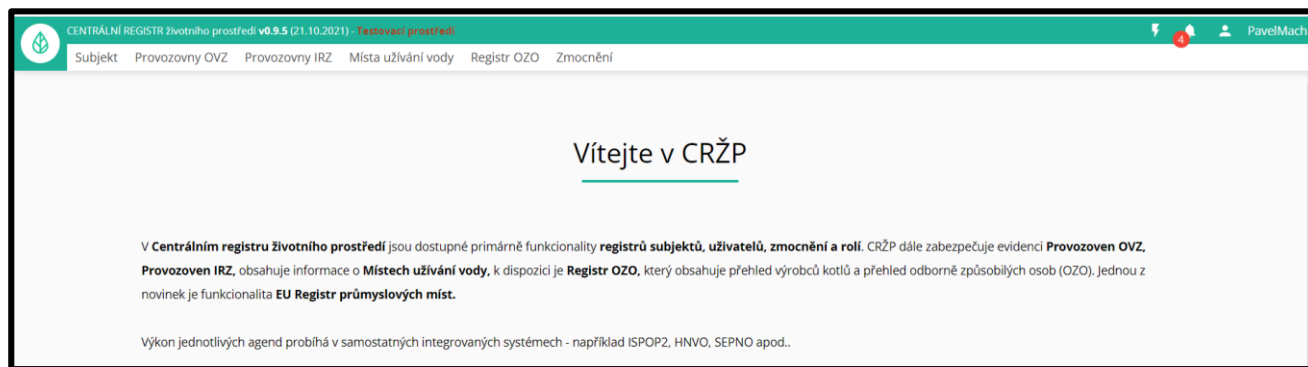 CENTRÁLNÍ REGISTR životního prostředí v0.9.5 (21.10.2021) - Testovací prostředí
4
PavelMach
Subjekt Provozovny OVZ Provozovny IRZ Místa užívání vody Registr OZO Zmocnění
Vítejte v CRŽP
V Centrálním registru životního prostředí jsou dostupné primárně funkcionality registrů subjektů, uživatelů, zmocnění a rolí. CRŽP dále zabezpečuje evidenci Provozoven OVZ,
Provozoven IRZ, obsahuje informace o Místech užívání vody, k dispozici je Registr OZO, který obsahuje přehled výrobců kotlů a přehled odborně způsobilých osob (OZO). Jednou z
novinek je funkcionalita EU Registr průmyslových míst.
Výkon jednotlivých agend probíhá v samostatných integrovaných systémech - například ISPOP2, HNVO, SEPNO apod..